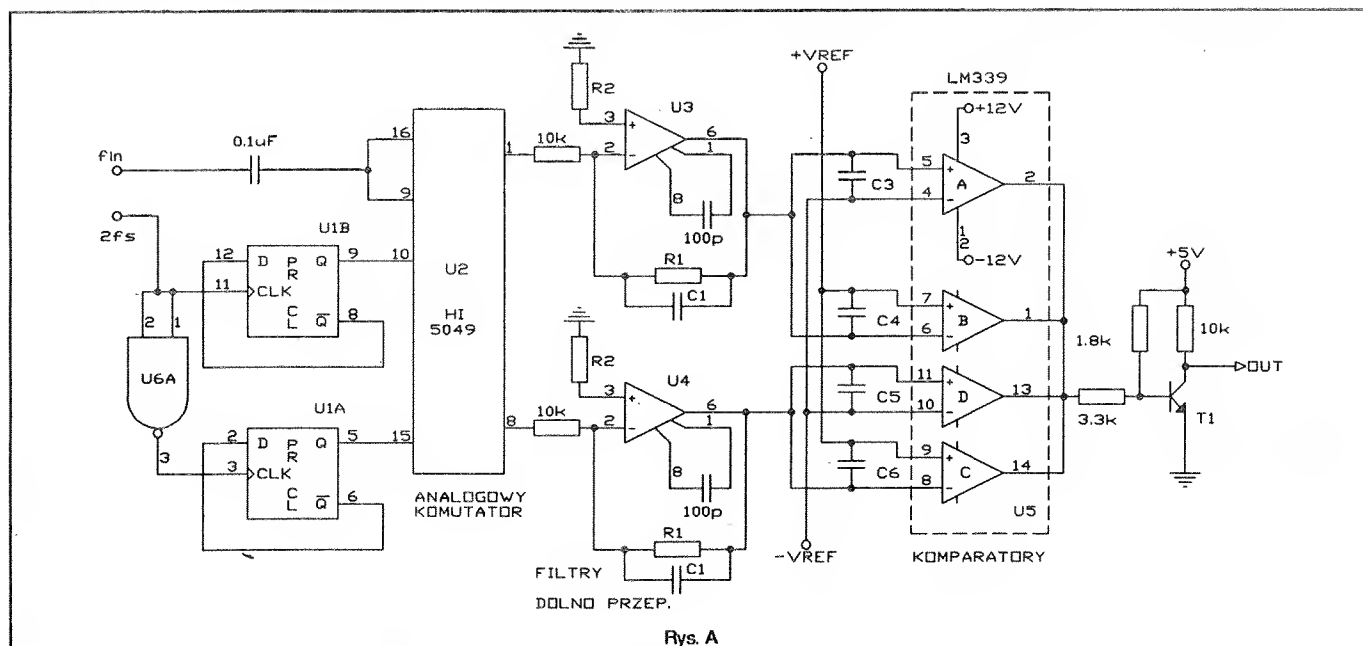 +VREF
LM339
+12V
3
R2
U3
3
+
6
2
-
1
8
100p
0.1uF
fIn
2fs
16
9
1
10k
U1B
12
D
PR
Q
9
10
11
CLK
CL
Q
8
U2
HI
5049
R1
C1
5
+
A
2
4
-
C3
1
2
-12V
+5V
7
+
B
1
6
-
C4
1.8k
10k
OUT
2
1
U6A
3
R2
U4
3
+
6
2
-
1
8
100p
11
+
D
13
10
-
C5
3.3k
T1
U1A
2
D
PR
Q
5
15
3
CLK
CL
Q
6
8
10k
9
+
C
14
8
-
C6
U5
ANALOGOWY
KOMUTATOR
R1
C1
-VREF
KOMPARATORY
FILTRY
DOLNO PRZEP.
Rys. A